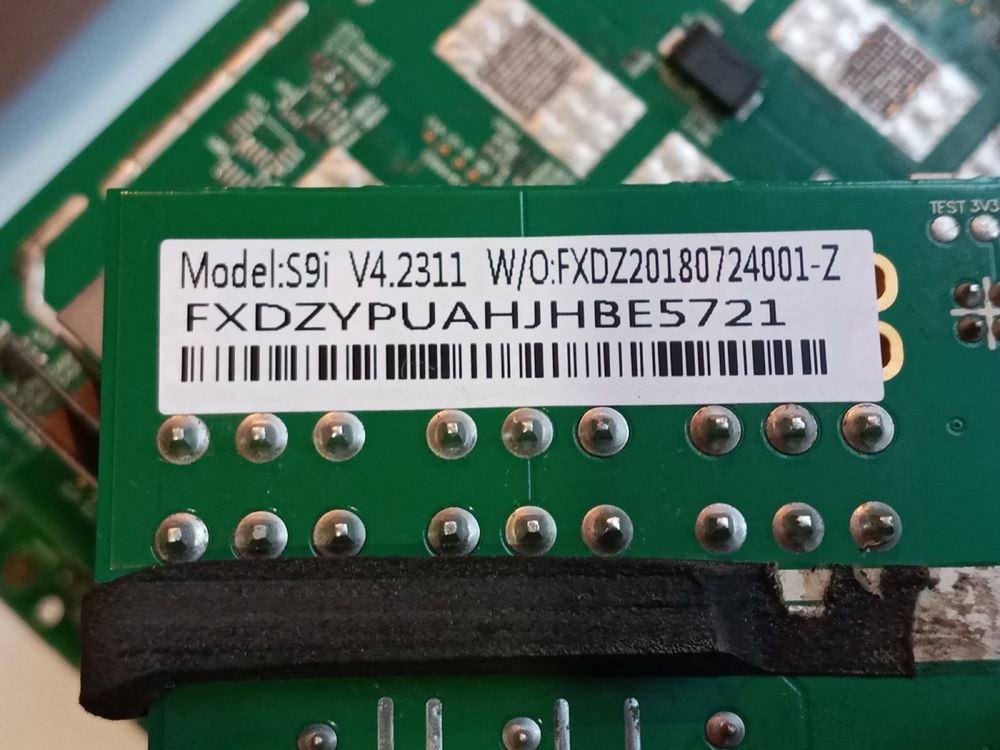 TEST 3V3
Model:S9i V4.2311 W/O:FXDZ20180724001-Z
FXDZYPUAHJHBE5721